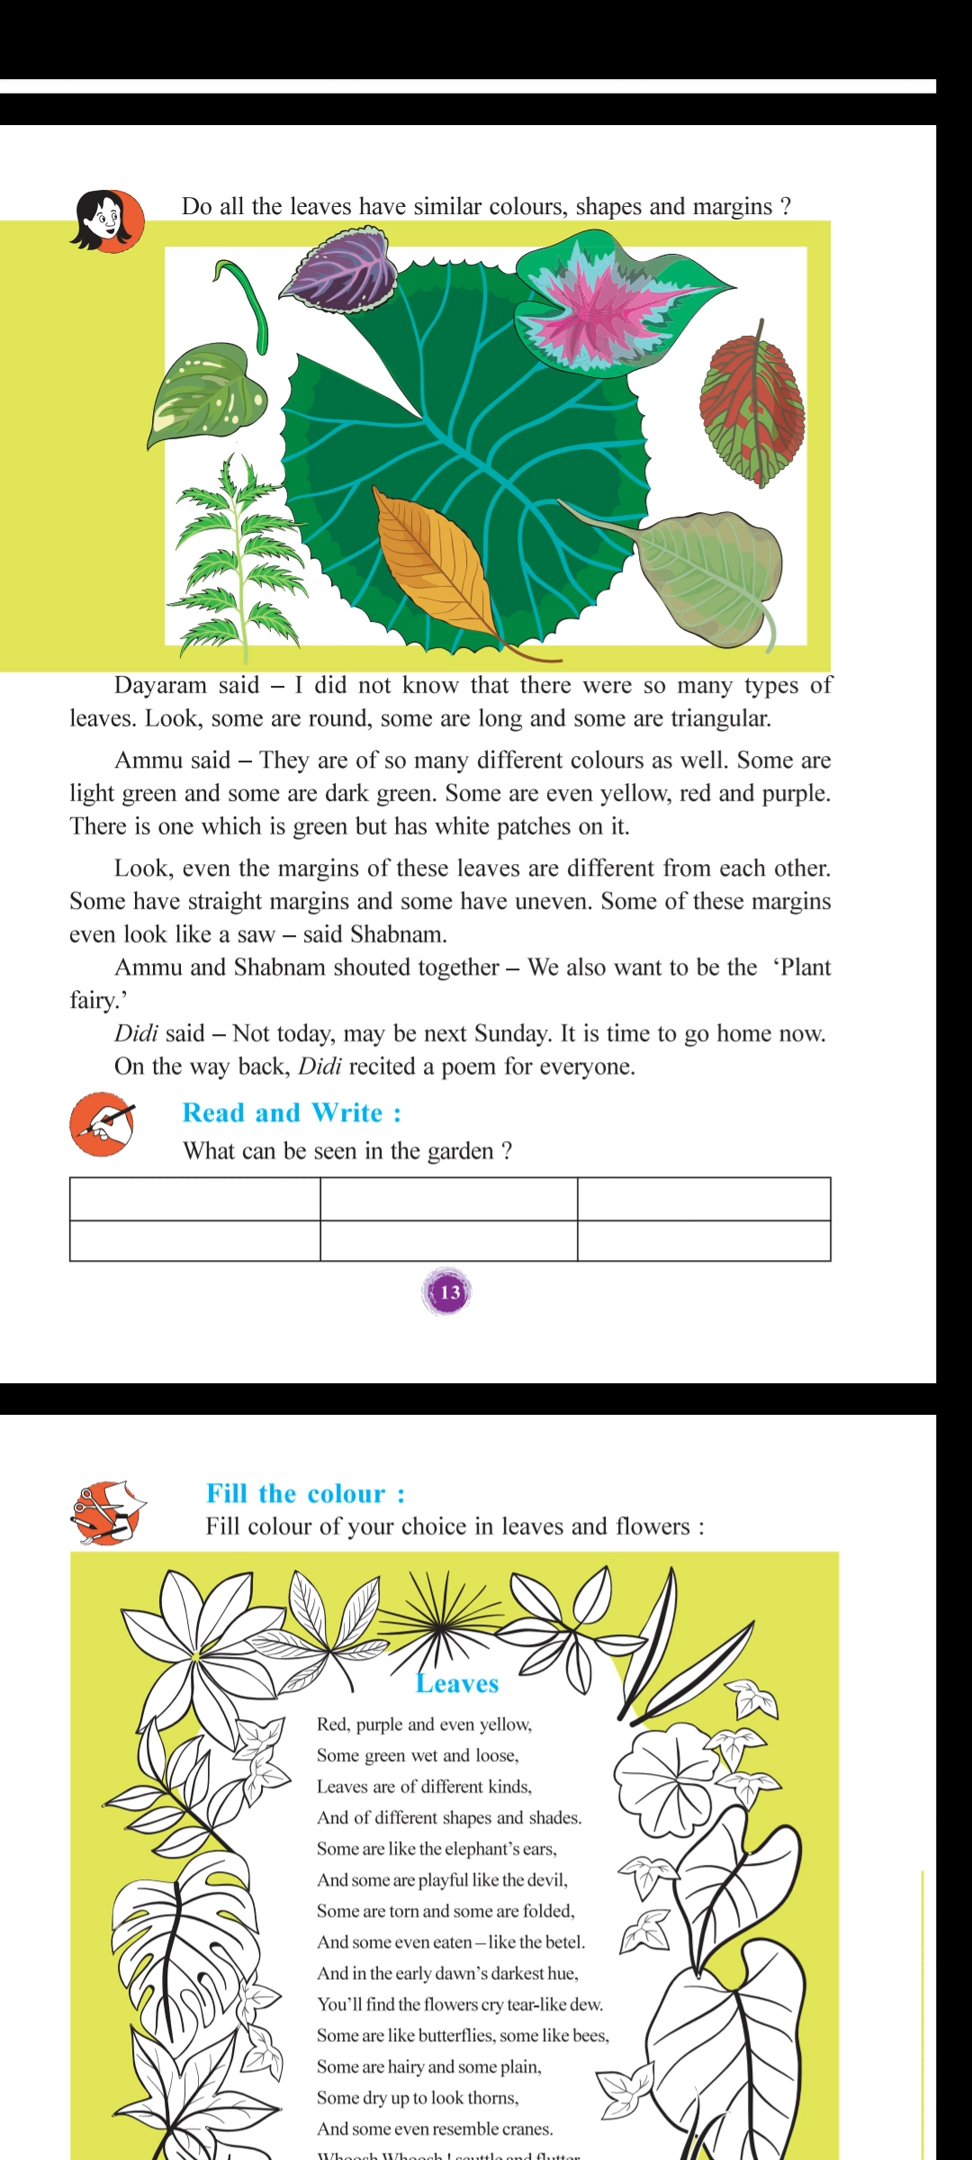 Do all the leaves have similar colours, shapes and margins ?
Dayaram said – I did not know that there were so many types of
leaves. Look, some are round, some are long and some are triangular.
Ammu said – They are of so many different colours as well. Some are
light green and some are dark green. Some are even yellow, red and purple.
There is one which is green but has white patches on it.
Look, even the margins of these leaves are different from each other.
Some have straight margins and some have uneven. Some of these margins
even look like a saw – said Shabnam.
Ammu and Shabnam shouted together – We also want to be the ‘Plant
fairy.’
Didi said – Not today, may be next Sunday. It is time to go home now.
On the way back, Didi recited a poem for everyone.
Read and Write :
What can be seen in the garden ?
13
Fill the colour :
Fill colour of your choice in leaves and flowers :
Leaves
Red, purple and even yellow,
Some green wet and loose,
Leaves are of different kinds,
And of different shapes and shades.
Some are like the elephant’s ears,
And some are playful like the devil,
Some are torn and some are folded,
And some even eaten – like the betel.
And in the early dawn’s darkest hue,
You’ll find the flowers cry tear-like dew.
Some are like butterflies, some like bees,
Some are hairy and some plain,
Some dry up to look thorns,
And some even resemble cranes.
Whoosh Whoosh ! scuttle and flutter